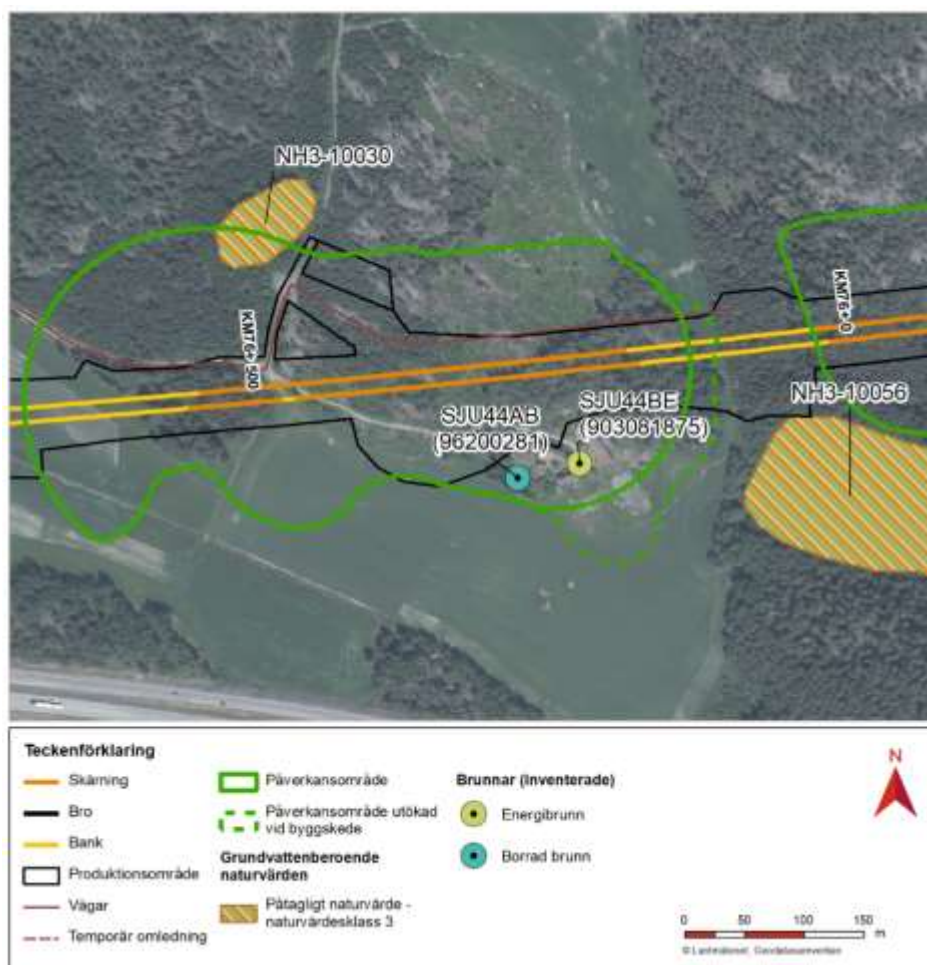 NH3-10030
KM76+500
KM76+0
NH3-10056
SJU44AB
(96200281)
SJU44BE
(903081875)
Teckenförklaring
Skärning
Bro
Bank
Produktionsområde
Vägar
Temporär omledning
Påverkansområde
Påverkansområde utökad
vid byggskede
Grundvattenberoende
naturvärden
Påtagligt naturvärde -
naturvärdesklass 3
Brunnar (Inventerade)
Energibrunn
Borrad brunn
N
0 50 100 150
m
© Lantmäteriet, Geodatasamverkan